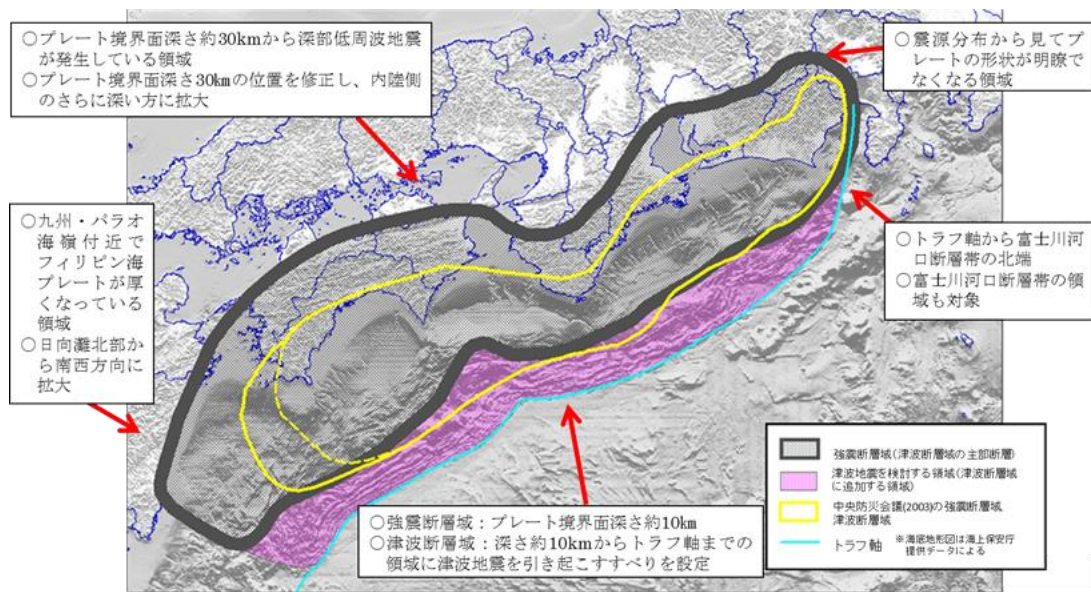 ○プレート境界面深さ約30kmから深部低周波地震
が発生している領域
○プレート境界面深さ30kmの位置を修正し、内陸側
のさらに深い方に拡大
○震源分布から見てプ
レートの形状が明瞭で
なくなる領域
○九州・パラオ
海嶺付近で
フィリピン海
プレートが厚
くなっている
領域
○日向灘北部か
ら南西方向に
拡大
○トラフ軸から富士川河
口断層帯の北端
○富士川河口断層帯の領
域も対象
○強震断層域：プレート境界面深さ約10km
○津波断層域：深さ約10kmからトラフ軸までの
領域に津波地震を引き起こすすべりを設定
強震断層域(津波断層域の主部断層)
津波地震を検討する領域(津波断層域
に追加する領域)
中央防災会議(2003)の強震断層域,
津波断層域
トラフ軸 ※海底地形図は海上保安庁
提供データによる